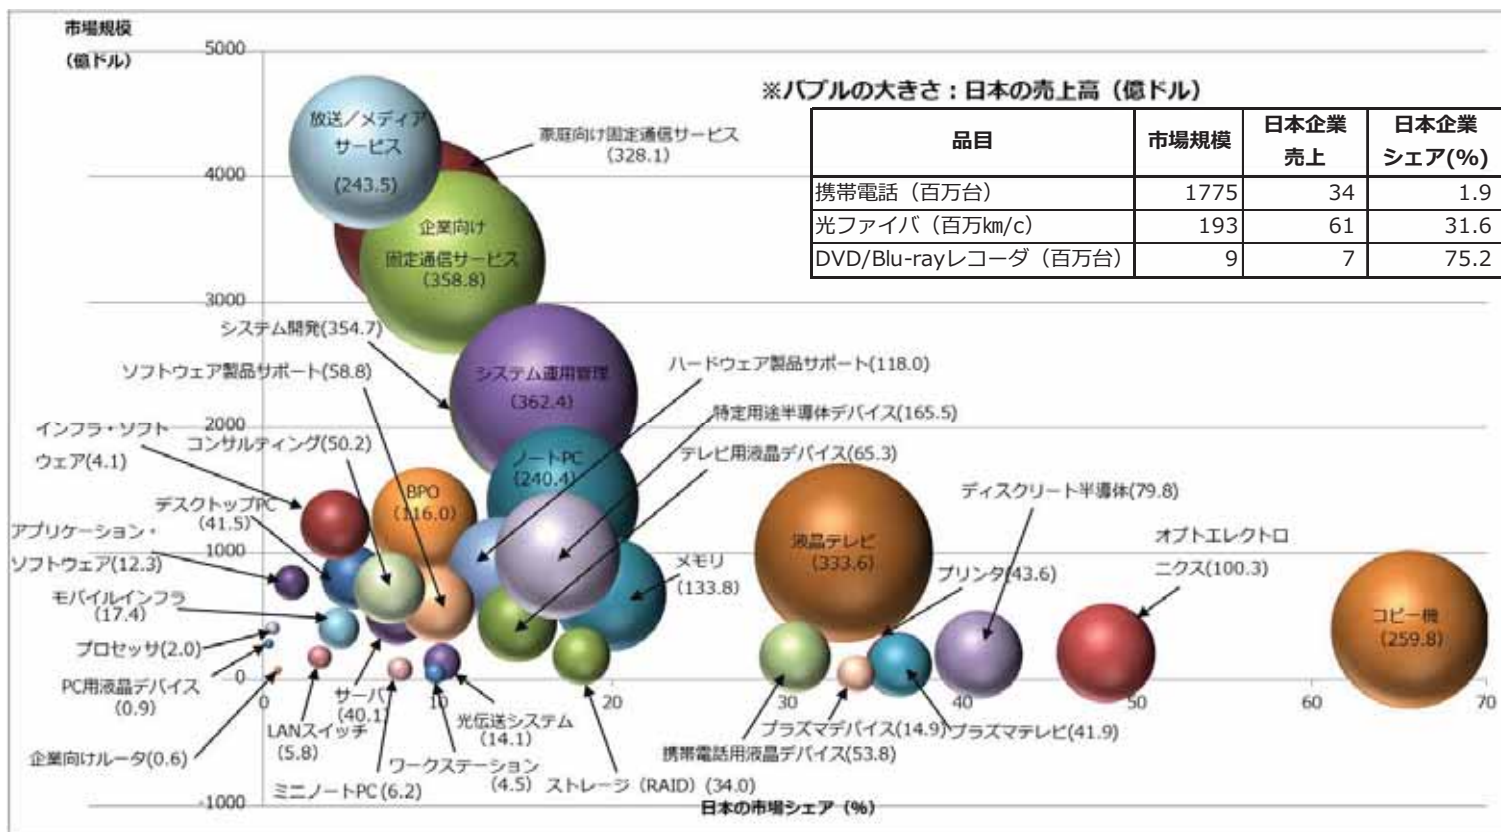 市場規模
(億ドル)
5000
4000
3000
2000
1000
0
-1000
0
10
20
30
40
50
60
70
日本の市場シェア（%）
※バブルの大きさ：日本の売上高（億ドル）
品目 市場規模 日本企業売上 日本企業シェア(%)
携帯電話（百万台） 1775 34 1.9
光ファイバ（百万㎞/c） 193 61 31.6
DVD/Blu-rayレコーダ（百万台） 9 7 75.2
放送／メディア
サービス
(243.5)
家庭向け固定通信サービス
(328.1)
企業向け
固定通信サービス
(358.8)
システム開発(354.7)
システム運用管理
(362.4)
ソフトウェア製品サポート(58.8)
ハードウェア製品サポート(118.0)
特定用途半導体デバイス(165.5)
テレビ用液晶デバイス(65.3)
インフラ・ソフト
ウェア(4.1)
コンサルティング(50.2)
ノートPC
(240.4)
BPO
(116.0)
デスクトップPC
(41.5)
アプリケーション・
ソフトウェア(12.3)
モバイルインフラ
(17.4)
プロセッサ(2.0)
PC用液晶デバイス
(0.9)
企業向けルータ(0.6)
LANスイッチ
(5.8)
サーバ
(40.1)
ミニノートPC(6.2)
ワークステーション
(4.5)
光伝送システム
(14.1)
ストレージ（RAID）(34.0)
メモリ
(133.8)
液晶テレビ
(333.6)
ディスクリート半導体(79.8)
プリンタ(43.6)
オプトエレクトロ
ニクス(100.3)
コピー機
(259.8)
プラズマデバイス(14.9)
プラズマテレビ(41.9)
携帯電話用液晶デバイス(53.8)